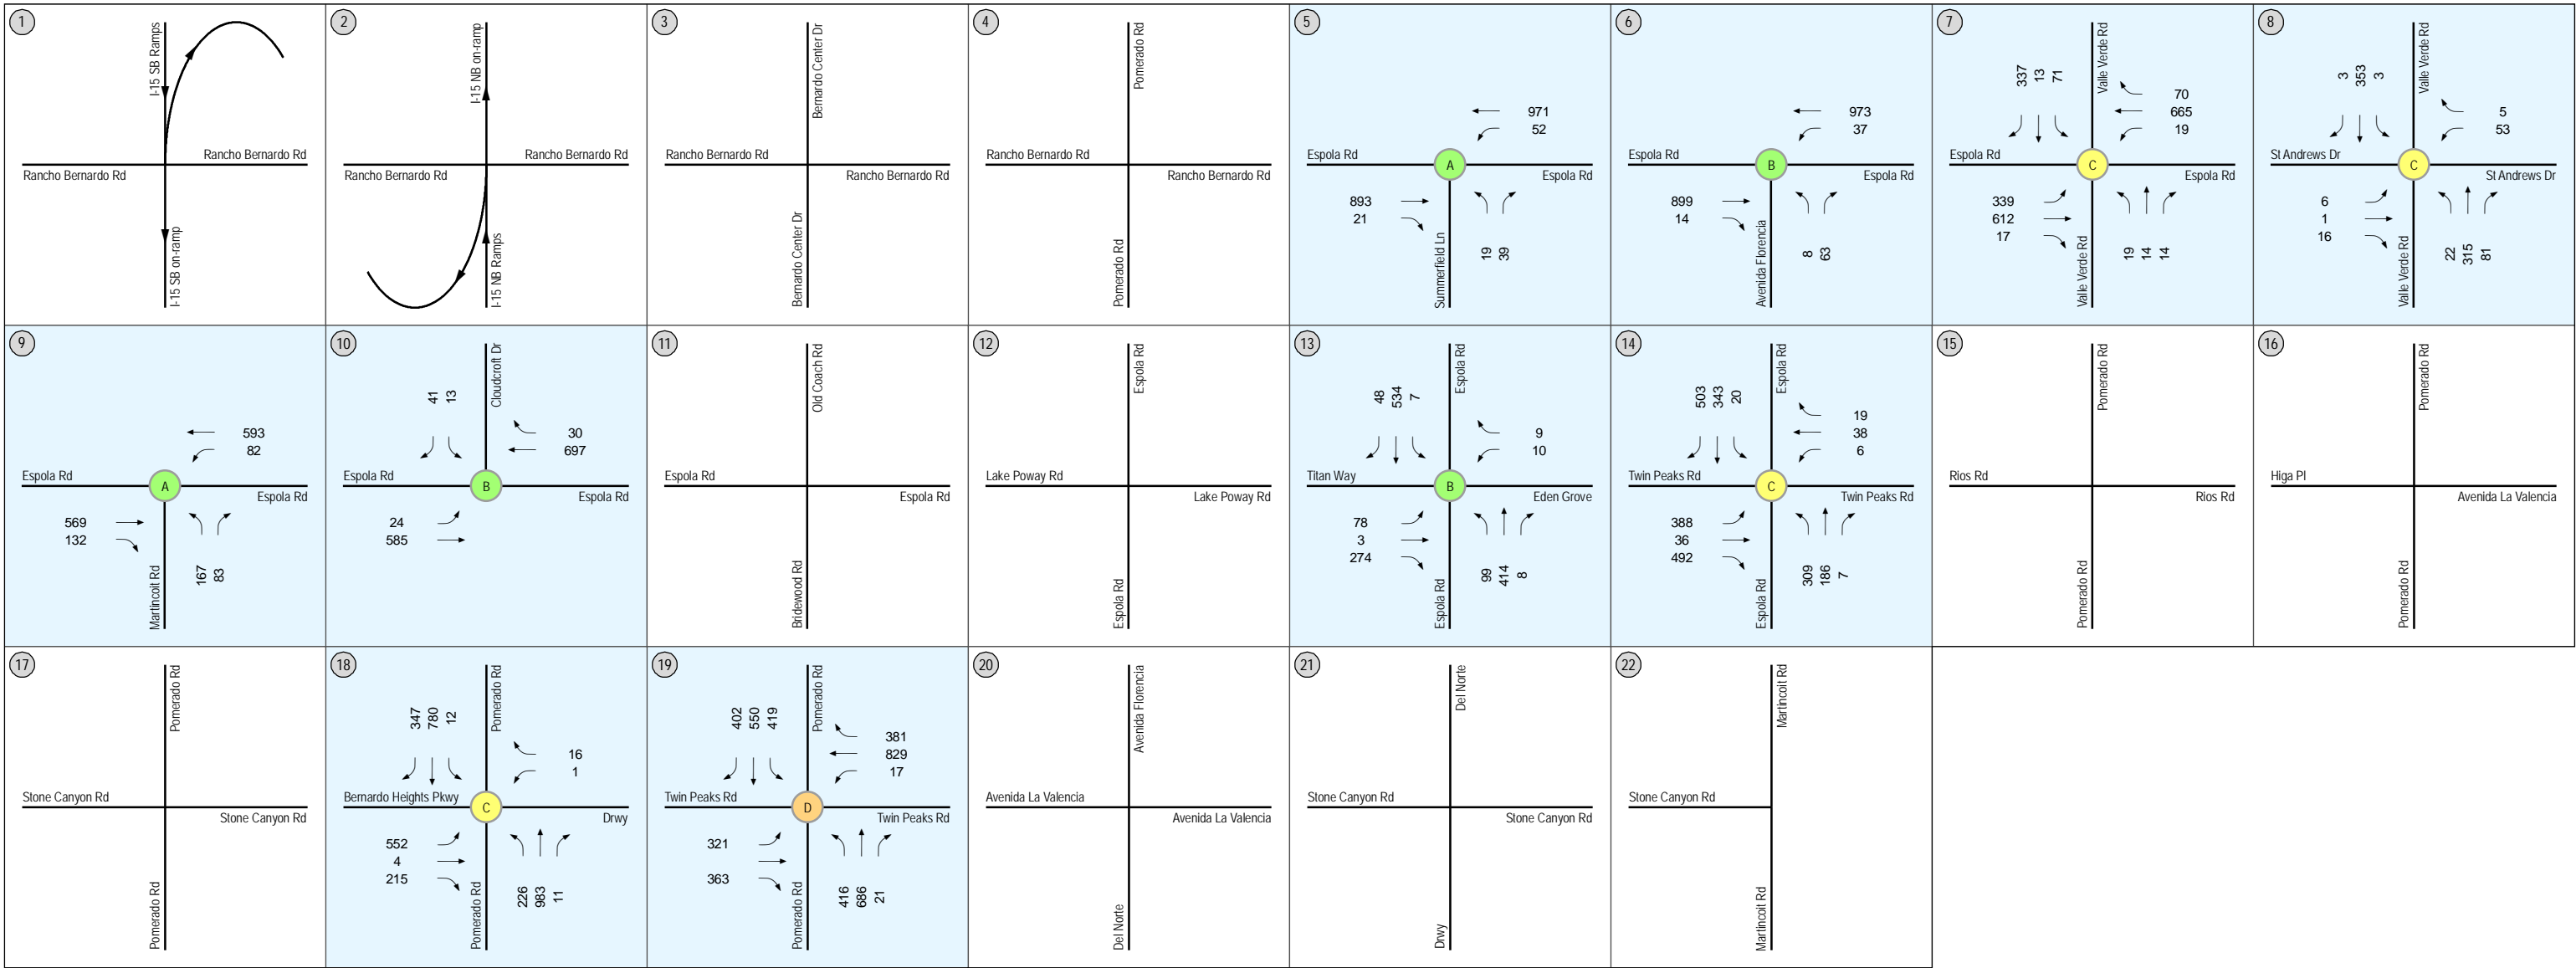 1
I-15 SB Ramps
Rancho Bernardo Rd
Rancho Bernardo Rd
I-15 SB on-ramp
2
I-15 NB on-ramp
Rancho Bernardo Rd
Rancho Bernardo Rd
I-15 NB Ramps
3
Bernardo Center Dr
Rancho Bernardo Rd
Rancho Bernardo Rd
Bernardo Center Dr
4
Pomerado Rd
Rancho Bernardo Rd
Rancho Bernardo Rd
Pomerado Rd
5
971
52
Espola Rd
A
Espola Rd
893
21
Summerfield Ln
19
39
6
973
37
Espola Rd
B
Espola Rd
899
14
Avenida Florencia
8
63
7
337
13
71
Valle Verde Rd
70
665
19
Espola Rd
C
Espola Rd
339
612
17
Valle Verde Rd
19
14
14
8
3
353
3
Valle Verde Rd
5
53
St Andrews Dr
C
St Andrews Dr
6
1
16
Valle Verde Rd
22
315
81
9
593
82
Espola Rd
A
Espola Rd
569
132
Martincoit Rd
167
83
10
41
13
Cloudcroft Dr
30
697
Espola Rd
B
Espola Rd
24
585
11
Old Coach Rd
Espola Rd
Espola Rd
Bridlewood Rd
12
Espola Rd
Lake Poway Rd
Lake Poway Rd
Espola Rd
13
48
534
7
Espola Rd
9
10
Titan Way
B
Eden Grove
78
3
274
Espola Rd
99
414
8
14
503
343
20
Espola Rd
19
38
6
Twin Peaks Rd
C
Twin Peaks Rd
388
36
492
Espola Rd
309
186
7
15
Pomerado Rd
Rios Rd
Rios Rd
Pomerado Rd
16
Pomerado Rd
Higa Pl
Avenida La Valencia
Pomerado Rd
17
Pomerado Rd
Stone Canyon Rd
Stone Canyon Rd
Pomerado Rd
18
347
780
12
Pomerado Rd
16
1
Bernardo Heights Pkwy
C
Drwy
552
4
215
Pomerado Rd
226
983
11
19
402
550
419
Pomerado Rd
381
829
17
Twin Peaks Rd
D
Twin Peaks Rd
321
363
Pomerado Rd
416
686
21
20
Avenida Florencia
Avenida La Valencia
Avenida La Valencia
Del Norte
21
Del Norte
Stone Canyon Rd
Stone Canyon Rd
Drwy
22
Martincoit Rd
Stone Canyon Rd
Martincoit Rd